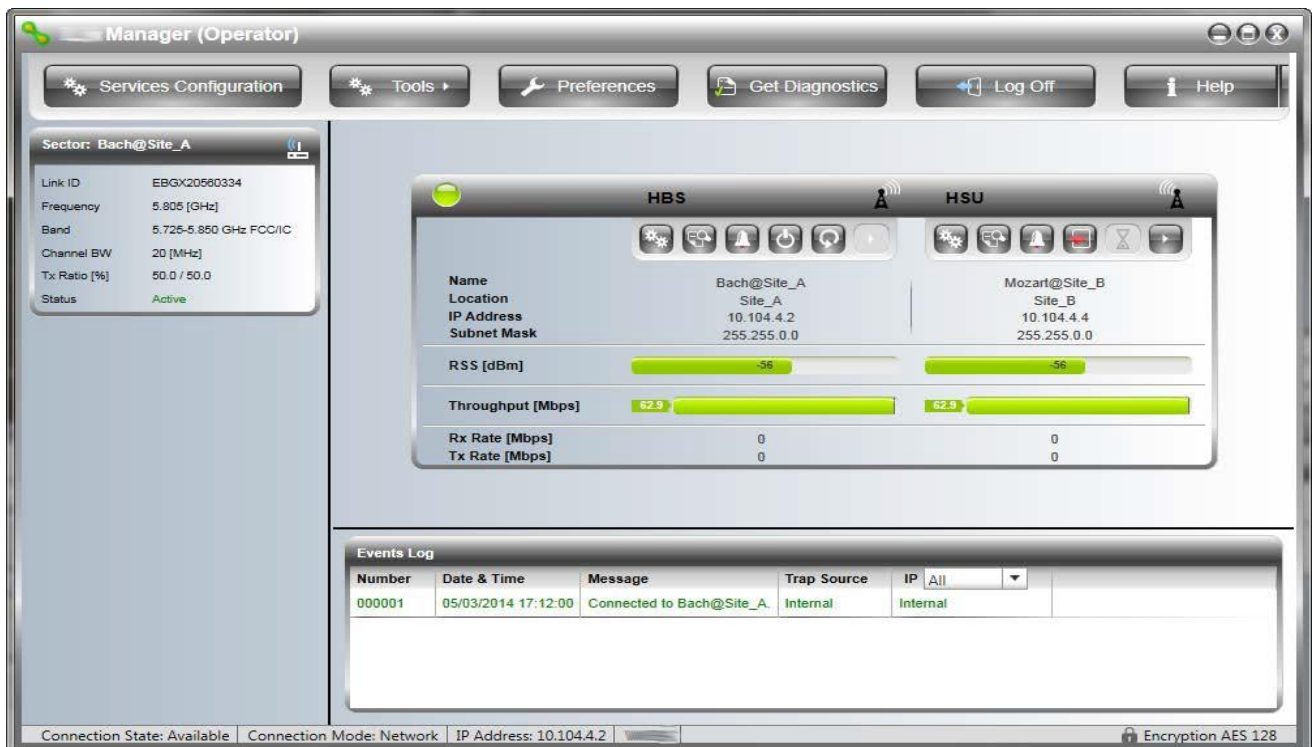 Manager (Operator)
Services Configuration
Tools
Preferences
Get Diagnostics
Log Off
Help
Sector: Bach@Site_A
Link ID EBGX20560334
Frequency 5.805 [GHz]
Band 5.725-5.850 GHz FCC/IC
Channel BW 20 [MHz]
Tx Ratio [%] 50.0 / 50.0
Status Active
HBS HSU
Name Bach@Site_A Mozart@Site_B
Location Site_A Site_B
IP Address 10.104.4.2 10.104.4.4
Subnet Mask 255.255.0.0 255.255.0.0
RSS [dBm] -56 -56
Throughput [Mbps] 62.9 62.9
Rx Rate [Mbps] 0 0
Tx Rate [Mbps] 0 0
Events Log
Number Date & Time Message Trap Source IP All
000001 05/03/2014 17:12:00 Connected to Bach@Site_A. Internal Internal
Connection State: Available Connection Mode: Network IP Address: 10.104.4.2 Encryption AES 128